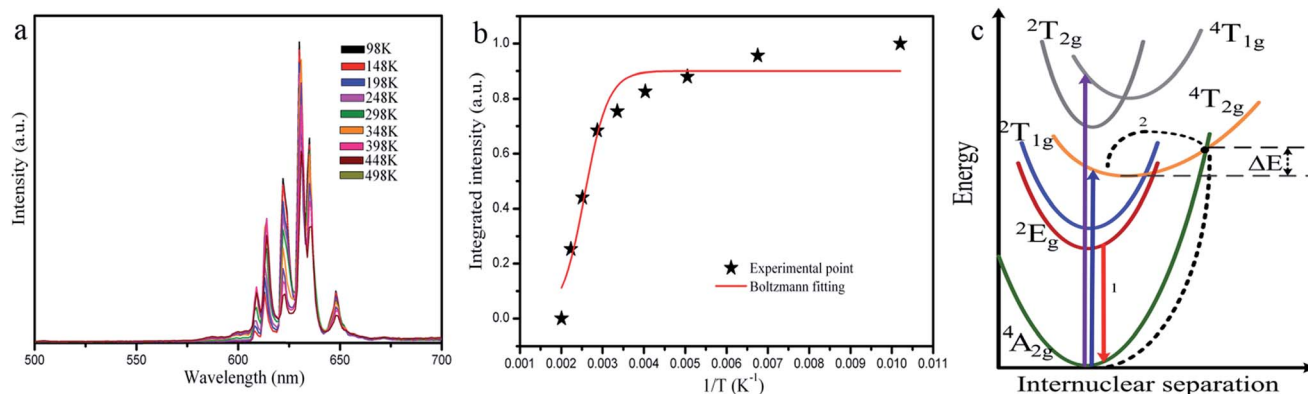 a
98K
148K
198K
248K
298K
348K
398K
448K
498K
Intensity (a.u.)
500 550 600 650 700
Wavelength (nm)
b
Integrated intensity (a.u.)
1.0
0.8
0.6
0.4
0.2
0.0
Experimental point
Boltzmann fitting
0.001 0.002 0.003 0.004 0.005 0.006 0.007 0.008 0.009 0.010 0.011
1/T (K⁻¹)
c
Energy
²T₂g
⁴T₁g
⁴T₂g
²T₁g
2
ΔE
²Eg
1
⁴A₂g
Internuclear separation